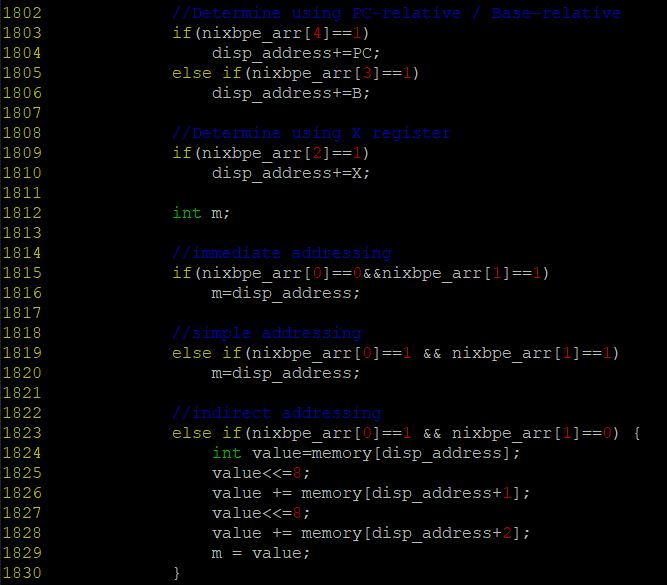 1802 //Determine using PC-relative / Base-relative
1803 if(nixbpe_arr[4]==1)
1804 disp_address+=PC;
1805 else if(nixbpe_arr[3]==1)
1806 disp_address+=B;
1807
1808 //Determine using X register
1809 if(nixbpe_arr[2]==1)
1810 disp_address+=X;
1811
1812 int m;
1813
1814 //immediate addressing
1815 if(nixbpe_arr[0]==0&&nixbpe_arr[1]==1)
1816 m=disp_address;
1817
1818 //simple addressing
1819 else if(nixbpe_arr[0]==1 && nixbpe_arr[1]==1)
1820 m=disp_address;
1821
1822 //indirect addressing
1823 else if(nixbpe_arr[0]==1 && nixbpe_arr[1]==0) {
1824 int value=memory[disp_address];
1825 value<<=8;
1826 value += memory[disp_address+1];
1827 value<<=8;
1828 value += memory[disp_address+2];
1829 m = value;
1830 }